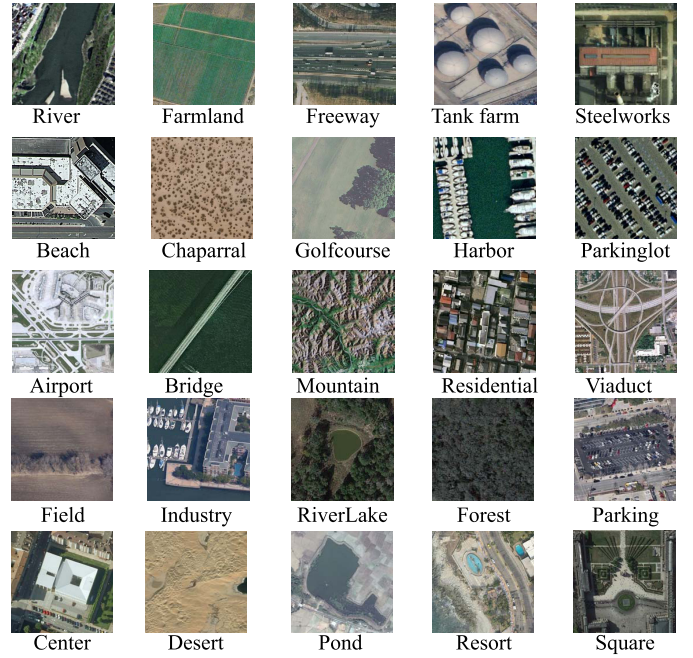 River Farmland Freeway Tank farm Steelworks
Beach Chaparral Golfcourse Harbor Parkinglot
Airport Bridge Mountain Residential Viaduct
Field Industry RiverLake Forest Parking
Center Desert Pond Resort Square